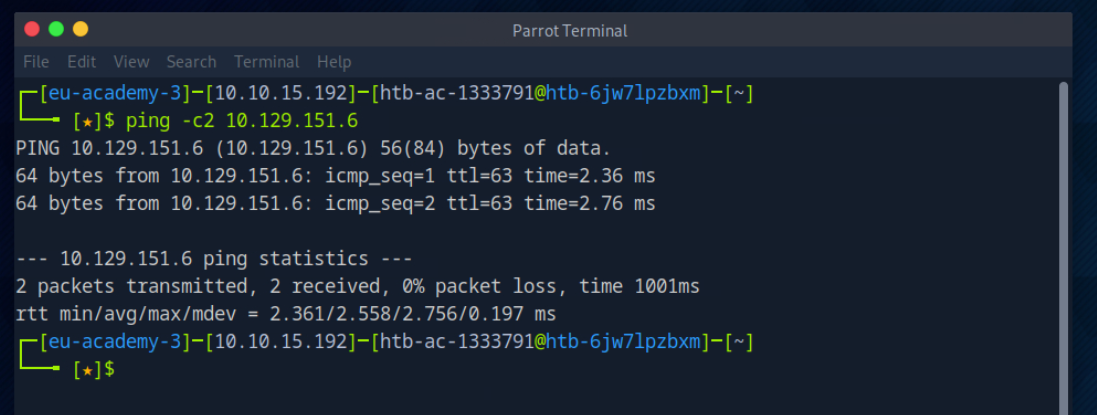 Parrot Terminal
File Edit View Search Terminal Help
┌─[eu-academy-3]─[10.10.15.192]─[htb-ac-1333791@htb-6jw7lpzbxm]─[~]
└──╼ [★]$ ping -c2 10.129.151.6
PING 10.129.151.6 (10.129.151.6) 56(84) bytes of data.
64 bytes from 10.129.151.6: icmp_seq=1 ttl=63 time=2.36 ms
64 bytes from 10.129.151.6: icmp_seq=2 ttl=63 time=2.76 ms
--- 10.129.151.6 ping statistics ---
2 packets transmitted, 2 received, 0% packet loss, time 1001ms
rtt min/avg/max/mdev = 2.361/2.558/2.756/0.197 ms
┌─[eu-academy-3]─[10.10.15.192]─[htb-ac-1333791@htb-6jw7lpzbxm]─[~]
└──╼ [★]$